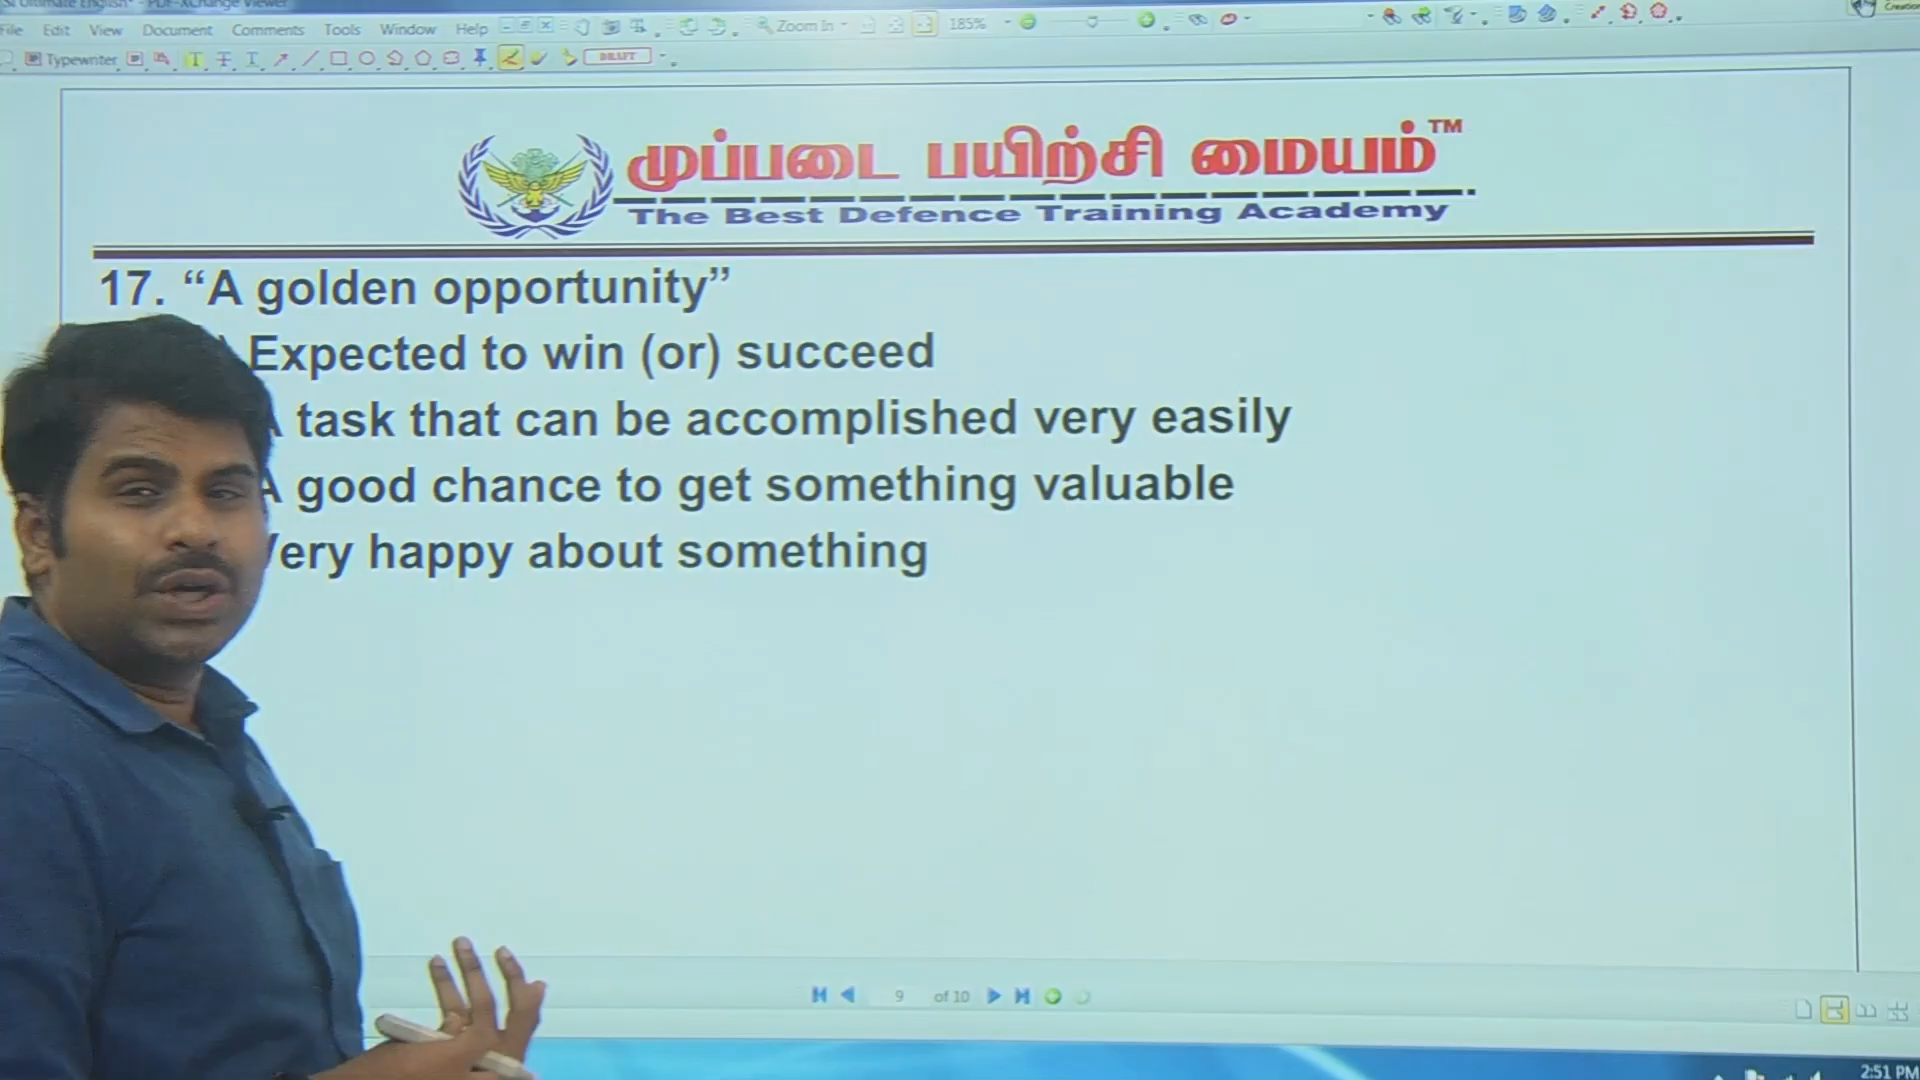 File Edit View Document Comments Tools Window Help Zoom In 185%
Typewriter DRAFT
முப்படை பயிற்சி மையம் TM
The Best Defence Training Academy
17. “A golden opportunity”
Expected to win (or) succeed
A task that can be accomplished very easily
A good chance to get something valuable
Very happy about something
9 of 10
2:51 PM